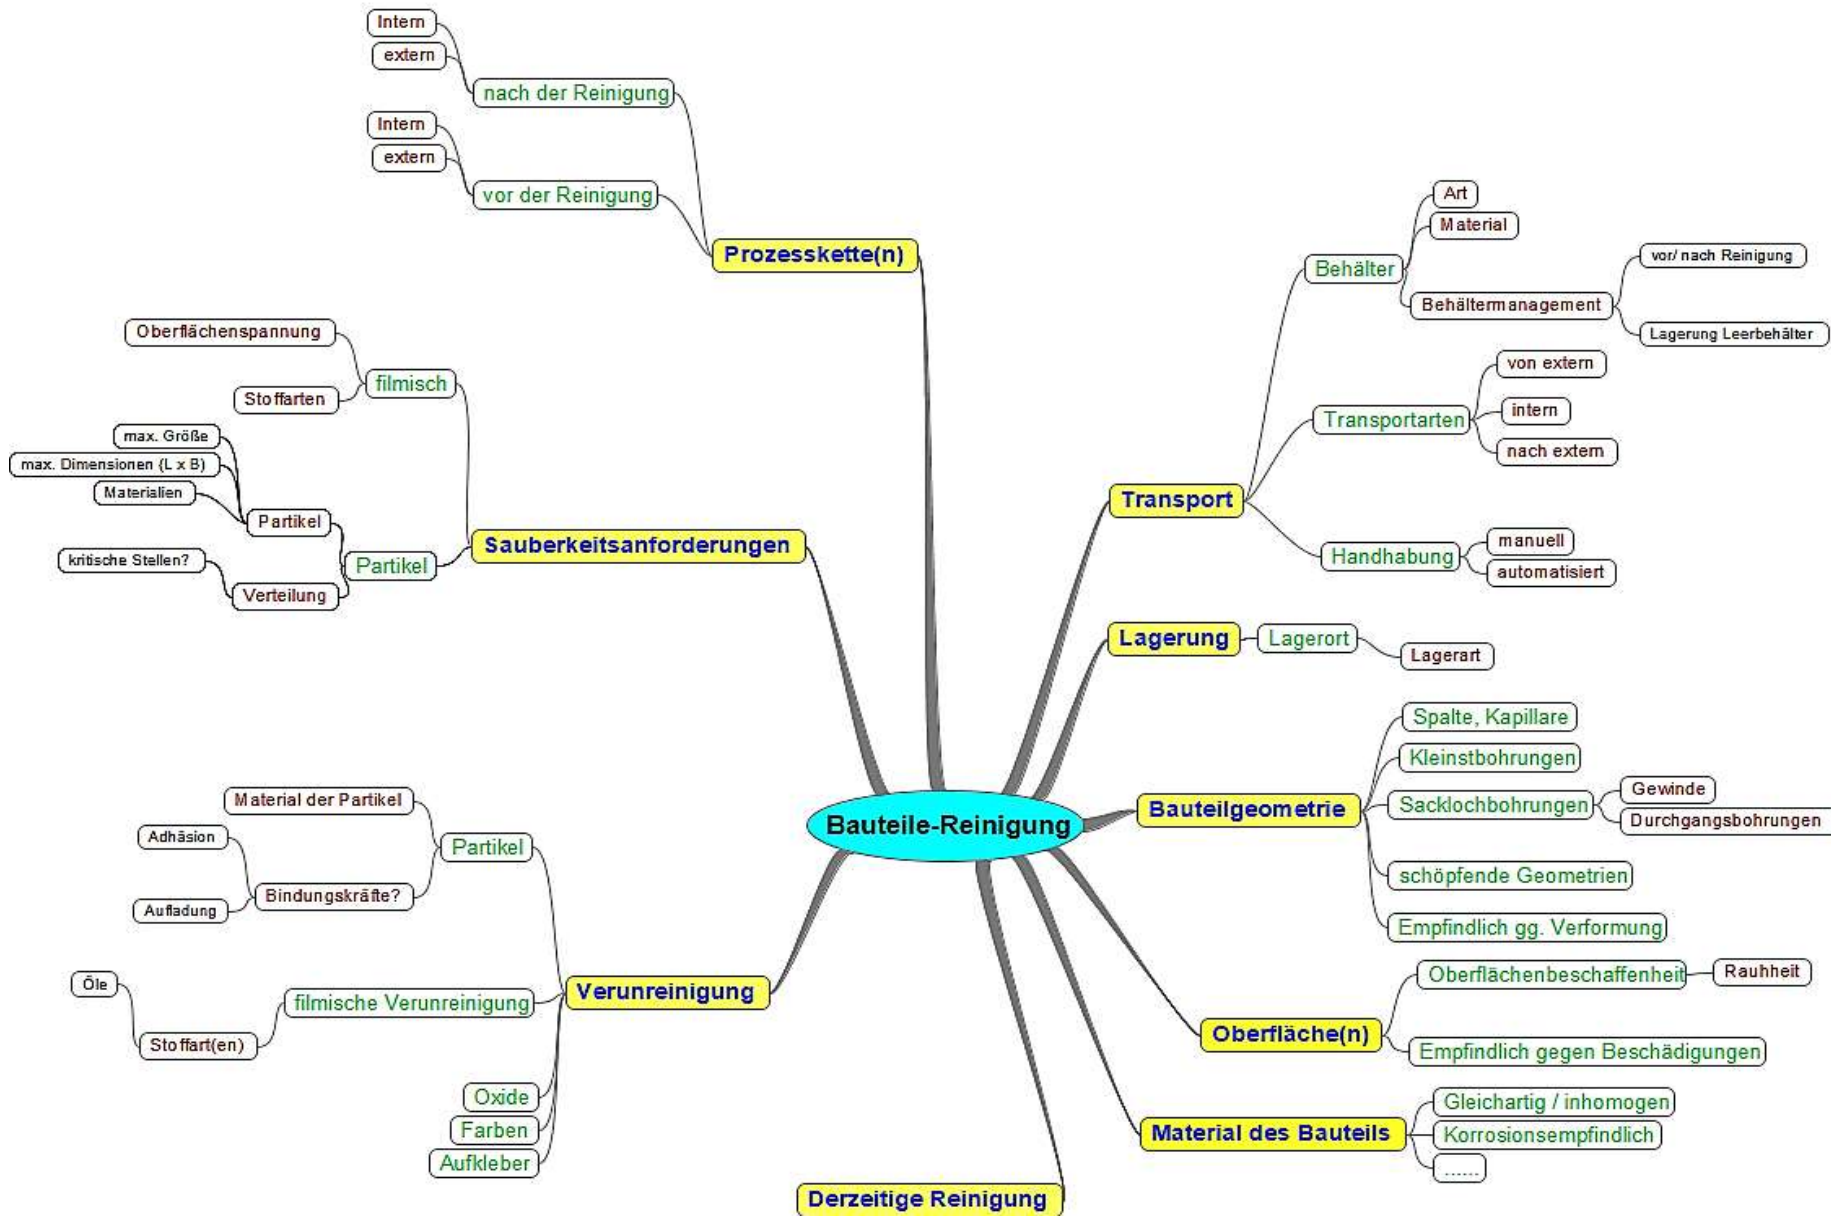 Intern
extern
nach der Reinigung
Intern
extern
vor der Reinigung
Prozesskette(n)
Oberflächenspannung
filmisch
Stoffarten
max. Größe
max. Dimensionen (L x B)
Materialien
Partikel
Sauberkeitsanforderungen
kritische Stellen?
Partikel
Verteilung
Material der Partikel
Adhäsion
Partikel
Bindungskräfte?
Aufladung
Öle
filmische Verunreinigung
Verunreinigung
Stoffart(en)
Oxide
Farben
Aufkleber
Derzeitige Reinigung
Bauteile-Reinigung
Art
Material
Behälter
vor/ nach Reinigung
Behältermanagement
Lagerung Leerbehälter
von extern
Transportarten
intern
nach extern
Transport
manuell
Handhabung
automatisiert
Lagerung
Lagerort
Lagerart
Spalte, Kapillare
Kleinstbohrungen
Bauteilgeometrie
Sacklochbohrungen
Gewinde
Durchgangsbohrungen
schöpfende Geometrien
Empfindlich gg. Verformung
Oberflächenbeschaffenheit
Rauhheit
Oberfläche(n)
Empfindlich gegen Beschädigungen
Gleichartig / inhomogen
Material des Bauteils
Korrosionsempfindlich
......